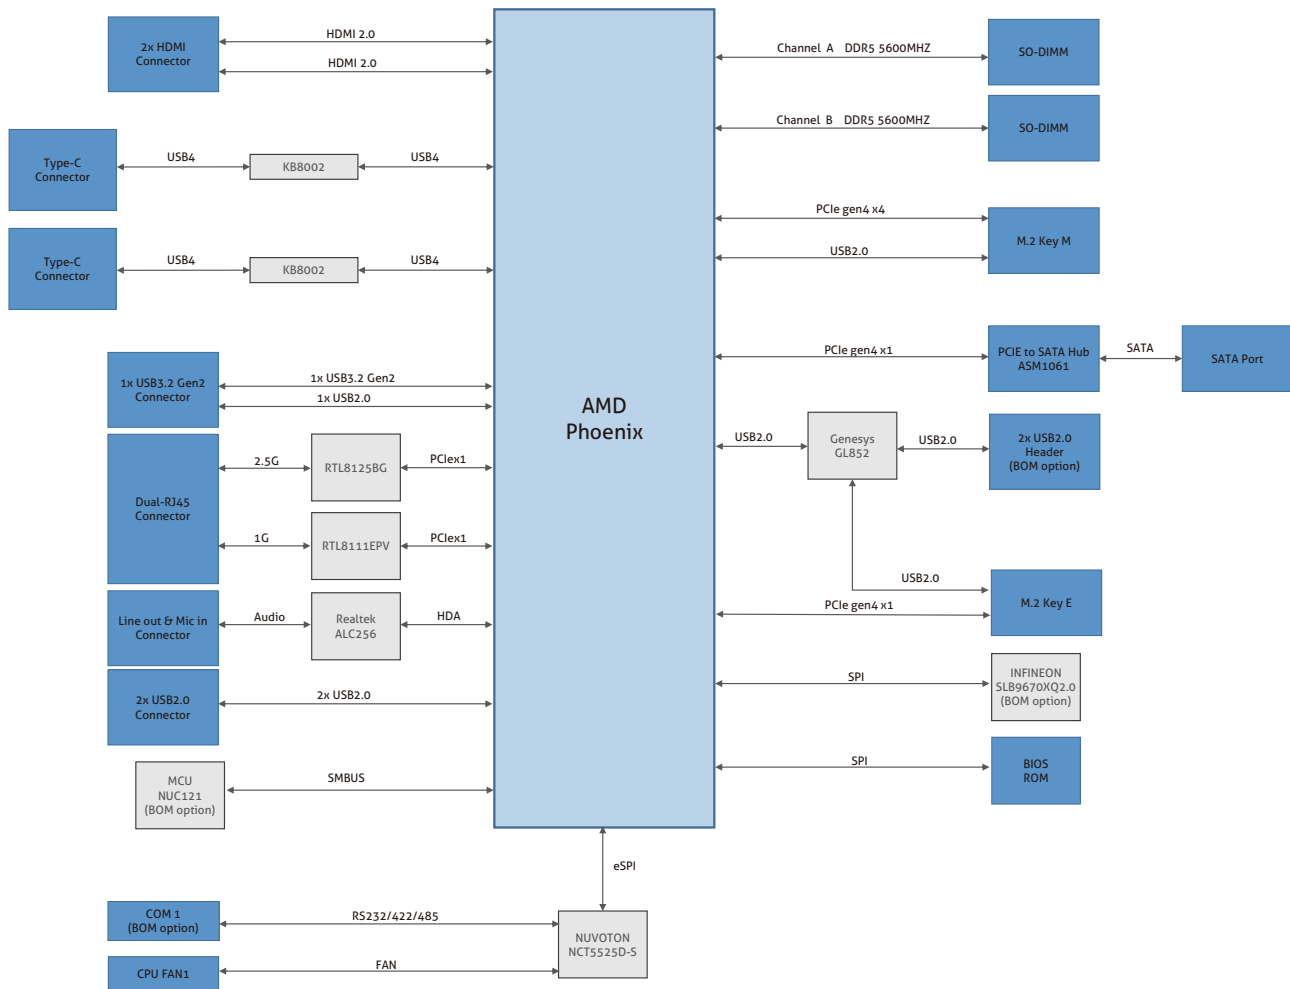 2x HDMI
Connector
HDMI 2.0
HDMI 2.0
Type-C
Connector
USB4
KB8002
USB4
Type-C
Connector
USB4
KB8002
USB4
1x USB3.2 Gen2
Connector
1x USB3.2 Gen2
1x USB2.0
Dual-RJ45
Connector
2.5G
RTL8125BG
PCIex1
1G
RTL8111EPV
PCIex1
Line out & Mic in
Connector
Audio
Realtek
ALC256
HDA
2x USB2.0
Connector
2x USB2.0
MCU
NUC121
(BOM option)
SMBUS
AMD
Phoenix
Channel A DDR5 5600MHZ
SO-DIMM
Channel B DDR5 5600MHZ
SO-DIMM
PCIe gen4 x4
USB2.0
M.2 Key M
PCIe gen4 x1
PCIE to SATA Hub
ASM1061
SATA
SATA Port
USB2.0
Genesys
GL852
USB2.0
2x USB2.0
Header
(BOM option)
USB2.0
PCIe gen4 x1
M.2 Key E
SPI
INFINEON
SLB9670XQ2.0
(BOM option)
SPI
BIOS
ROM
eSPI
COM 1
(BOM option)
RS232/422/485
NUVOTON
NCT5525D-S
CPU FAN1
FAN